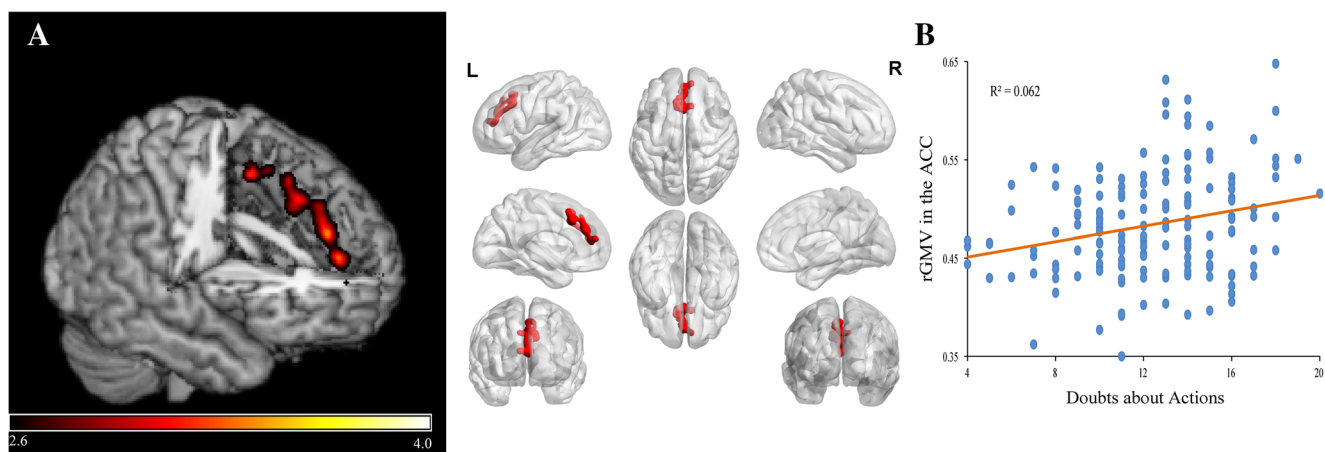 A
2.6
4.0
L
R
B
rGMV in the ACC
0.65
0.55
0.45
0.35
R² = 0.062
4
8
12
16
20
Doubts about Actions